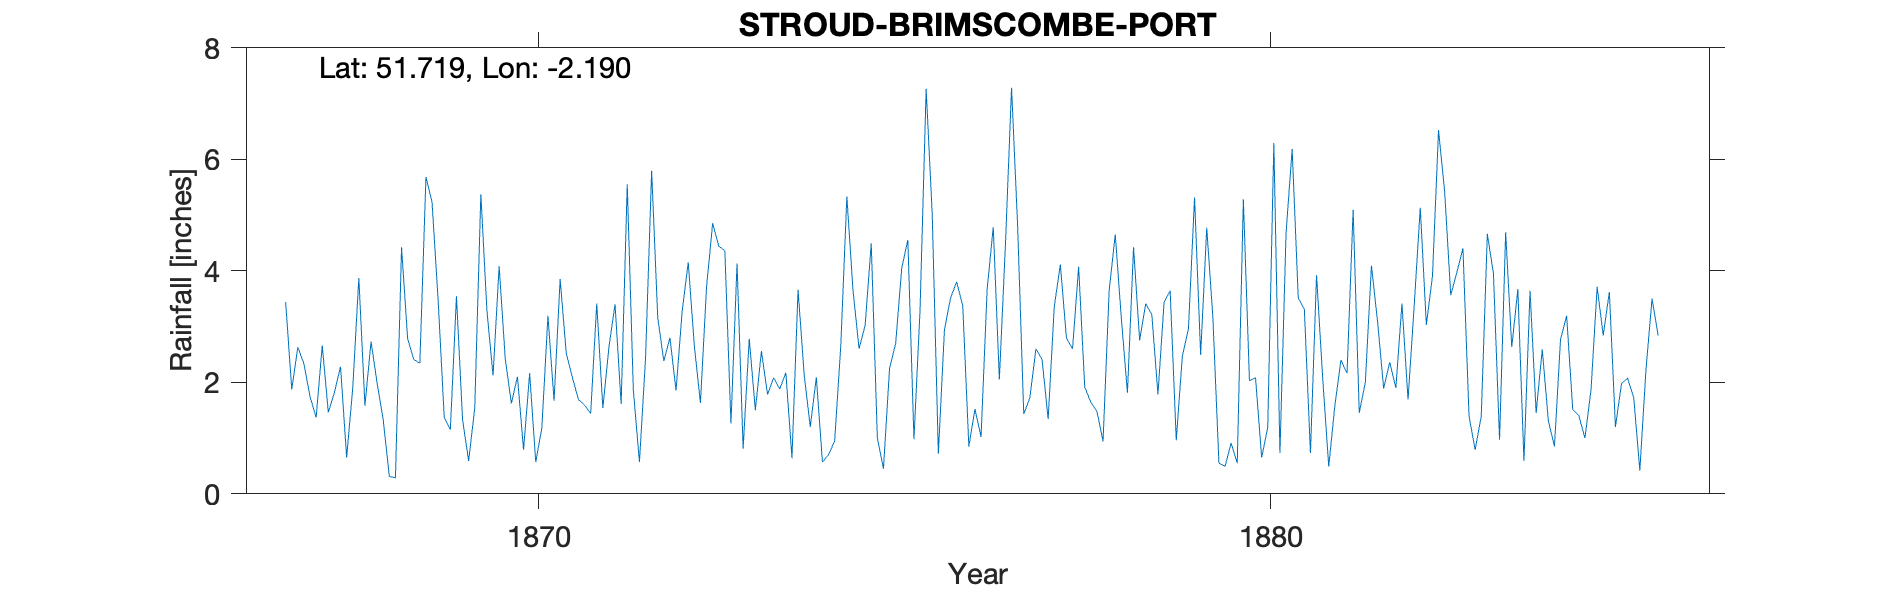 STROUD-BRIMSCOMBE-PORT
Lat: 51.719, Lon: -2.190
8
6
4
2
0
Rainfall [inches]
1870
1880
Year